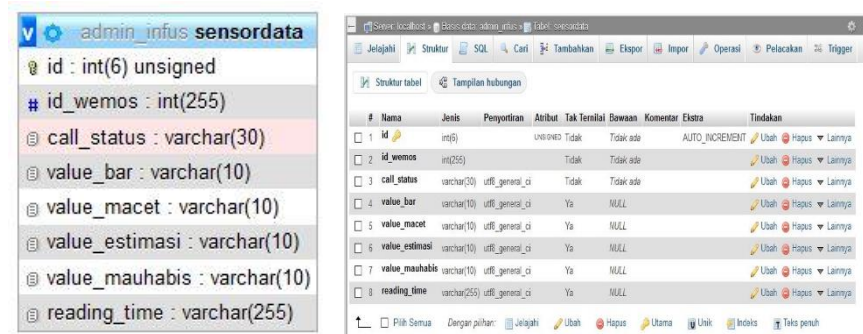 admin_infus sensordata
id : int(6) unsigned
# id_wemos : int(255)
call_status : varchar(30)
value_bar : varchar(10)
value_macet : varchar(10)
value_estimasi : varchar(10)
value_mauhabis : varchar(10)
reading_time : varchar(255)
Server: localhost » Basis data: admin_infus » Tabel: sensordata
Jelajahi Struktur SQL Cari Tambahkan Ekspor Impor Operasi Pelacakan Trigger
Struktur tabel Tampilan hubungan
# Nama Jenis Penyortiran Atribut Tak Ternilai Bawaan Komentar Ekstra Tindakan
1 id int(6) UNSIGNED Tidak Tidak ada AUTO_INCREMENT Ubah Hapus Lainnya
2 id_wemos int(255) Tidak Tidak ada Ubah Hapus Lainnya
3 call_status varchar(30) utf8_general_ci Tidak Tidak ada Ubah Hapus Lainnya
4 value_bar varchar(10) utf8_general_ci Ya NULL Ubah Hapus Lainnya
5 value_macet varchar(10) utf8_general_ci Ya NULL Ubah Hapus Lainnya
6 value_estimasi varchar(10) utf8_general_ci Ya NULL Ubah Hapus Lainnya
7 value_mauhabis varchar(10) utf8_general_ci Ya NULL Ubah Hapus Lainnya
8 reading_time varchar(255) utf8_general_ci Ya NULL Ubah Hapus Lainnya
Pilih Semua Dengan pilihan: Jelajahi Ubah Hapus Utama Unik Indeks Teks penuh